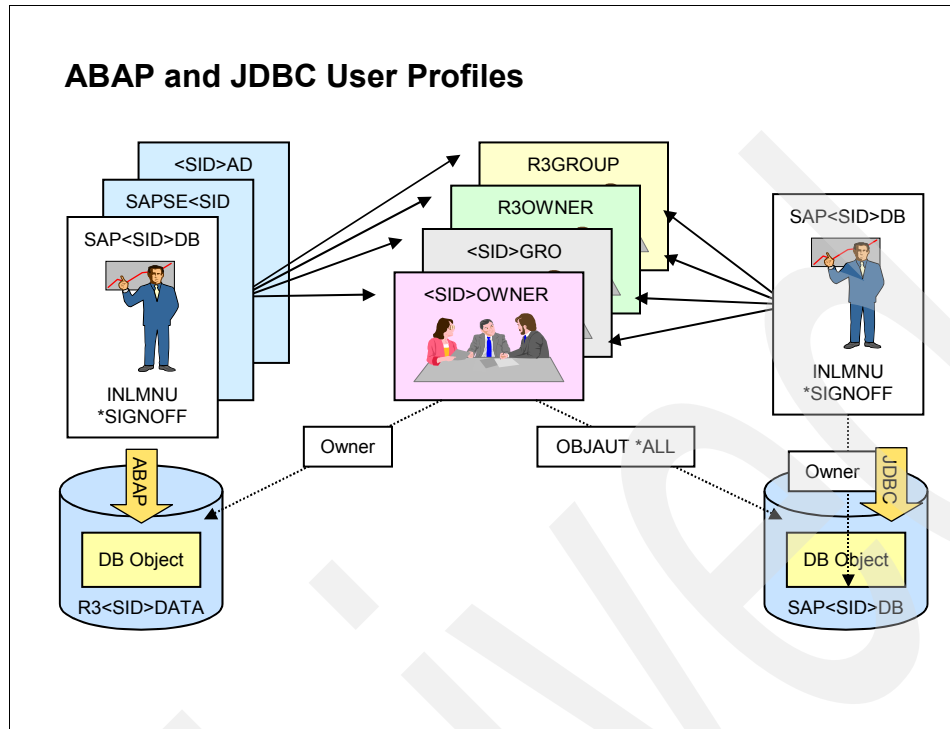 ABAP and JDBC User Profiles
<SID>AD
SAPSE<SID
SAP<SID>DB
INLMNU
*SIGNOFF
R3GROUP
R3OWNER
<SID>GRO
<SID>OWNER
SAP<SID>DB
INLMNU
*SIGNOFF
Owner
OBJAUT *ALL
Owner
ABAP
JDBC
DB Object
R3<SID>DATA
DB Object
SAP<SID>DB